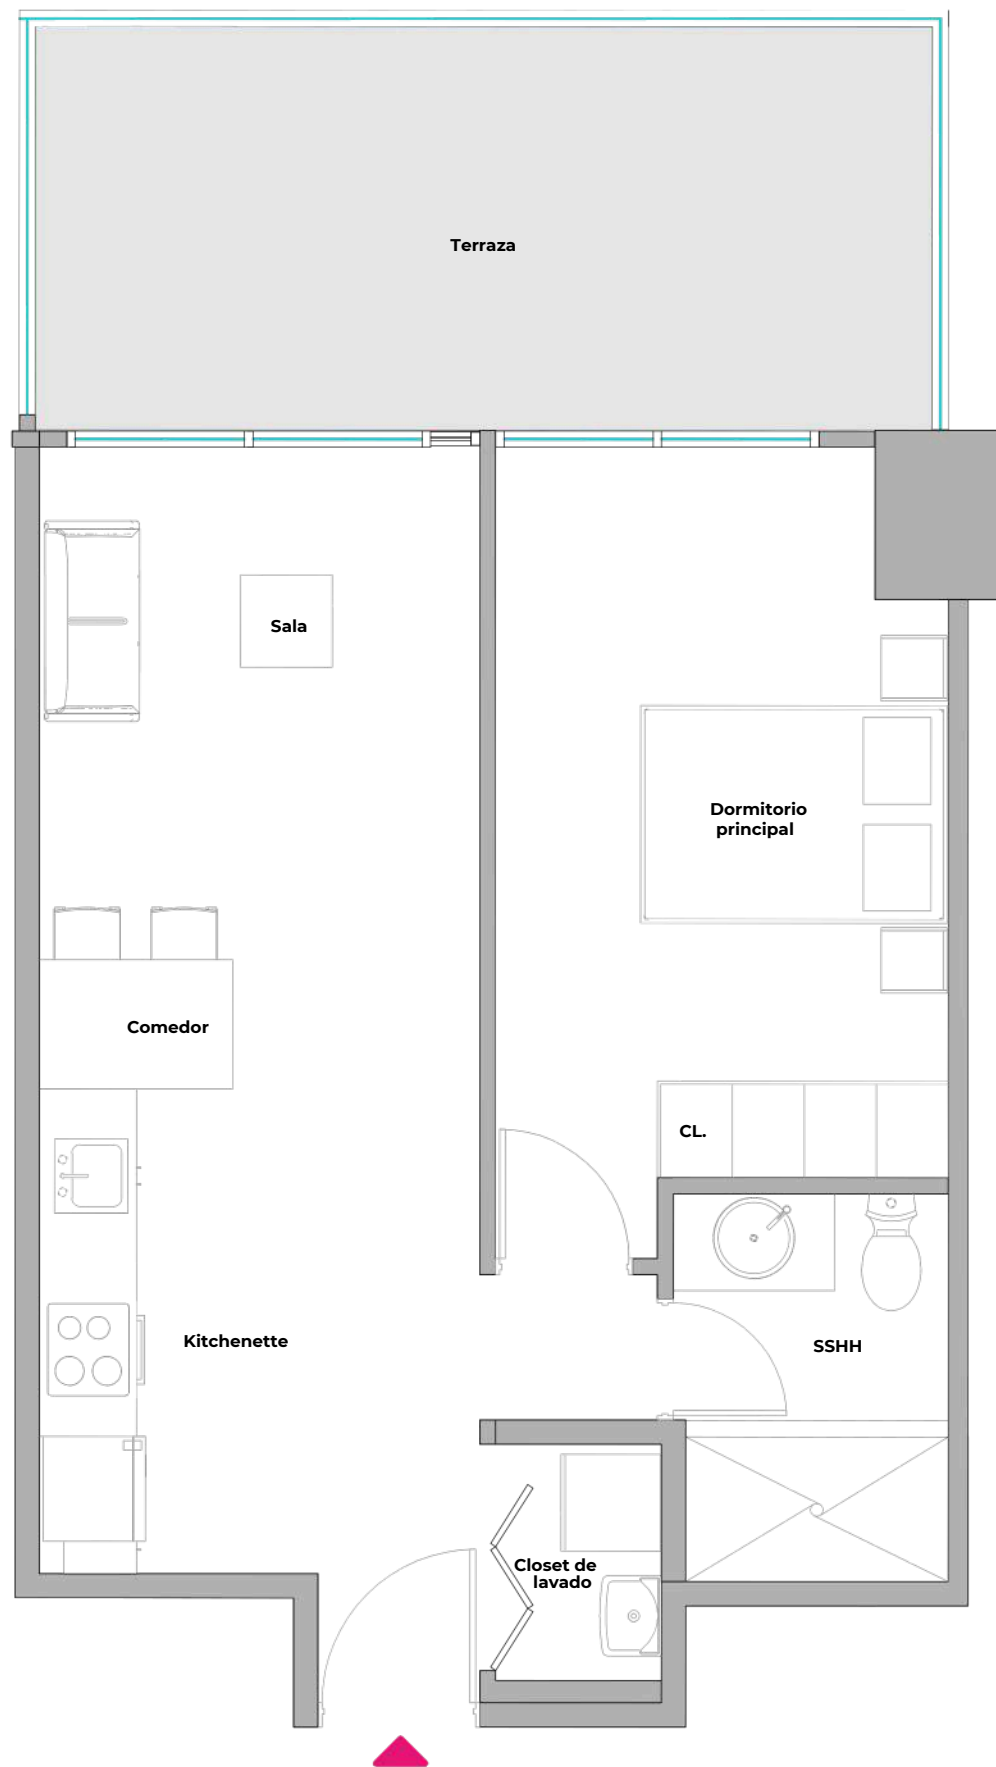 Terraza
Sala
Dormitorio
principal
Comedor
CL.
Kitchenette
SSHH
Closet de
lavado